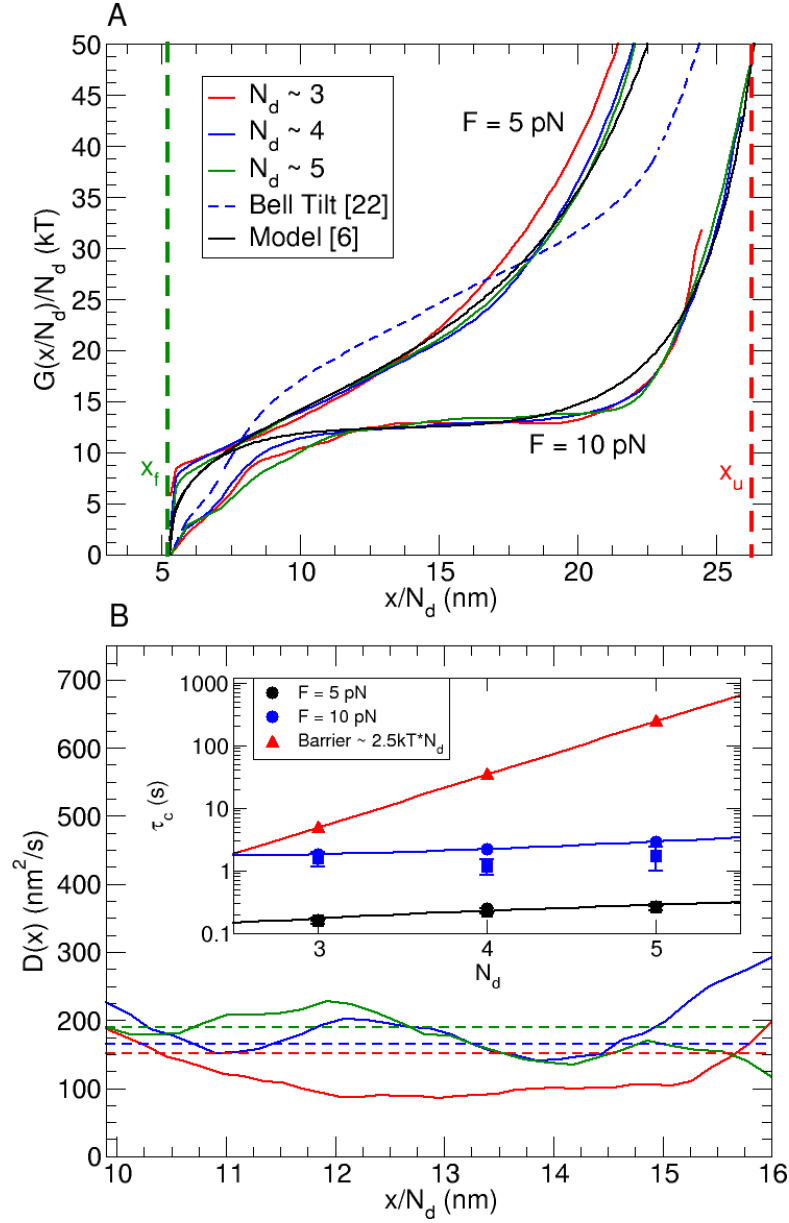 A
50
45
40
35
30
25
20
15
10
5
0
G(x/N_d)/N_d (kT)
N_d ~ 3
N_d ~ 4
N_d ~ 5
Bell Tilt [22]
Model [6]
F = 5 pN
F = 10 pN
x_f
x_u
5 10 15 20 25
x/N_d (nm)
B
700
600
500
400
300
200
100
0
D(x) (nm²/s)
F = 5 pN
F = 10 pN
Barrier ~ 2.5kT*N_d
1000
100
10
1
0.1
τ_c (s)
3 4 5
N_d
10 11 12 13 14 15 16
x/N_d (nm)